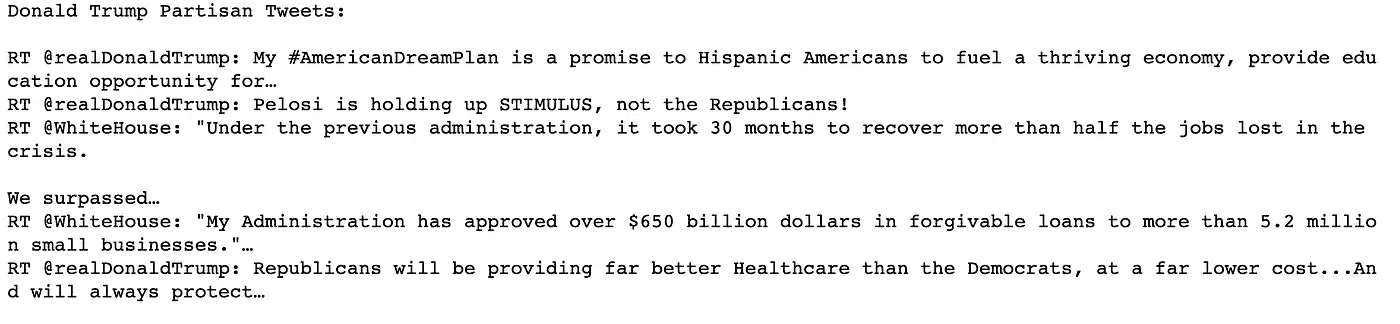 Donald Trump Partisan Tweets:
RT @realDonaldTrump: My #AmericanDreamPlan is a promise to Hispanic Americans to fuel a thriving economy, provide edu
cation opportunity for…
RT @realDonaldTrump: Pelosi is holding up STIMULUS, not the Republicans!
RT @WhiteHouse: "Under the previous administration, it took 30 months to recover more than half the jobs lost in the
crisis.
We surpassed…
RT @WhiteHouse: "My Administration has approved over $650 billion dollars in forgivable loans to more than 5.2 millio
n small businesses."…
RT @realDonaldTrump: Republicans will be providing far better Healthcare than the Democrats, at a far lower cost...An
d will always protect…